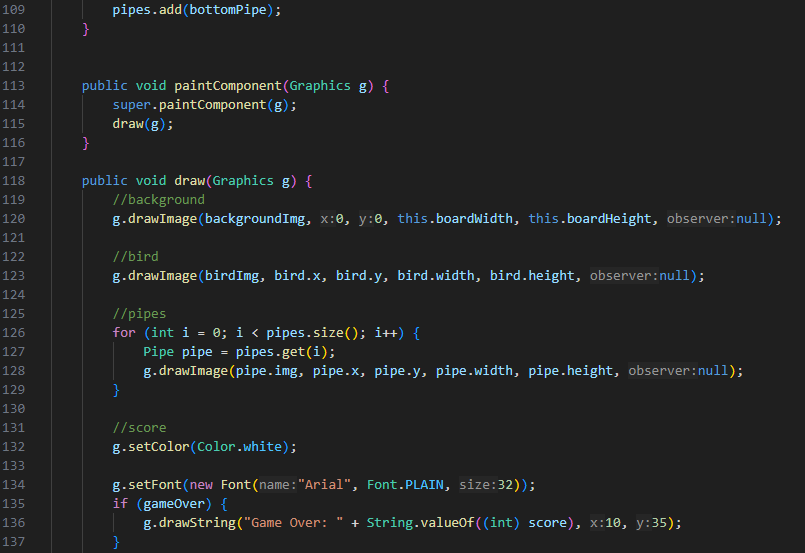 109 pipes.add(bottomPipe);
110 }
111
112
113 public void paintComponent(Graphics g) {
114 super.paintComponent(g);
115 draw(g);
116 }
117
118 public void draw(Graphics g) {
119 //background
120 g.drawImage(backgroundImg, x:0, y:0, this.boardWidth, this.boardHeight, observer:null);
121
122 //bird
123 g.drawImage(birdImg, bird.x, bird.y, bird.width, bird.height, observer:null);
124
125 //pipes
126 for (int i = 0; i < pipes.size(); i++) {
127 Pipe pipe = pipes.get(i);
128 g.drawImage(pipe.img, pipe.x, pipe.y, pipe.width, pipe.height, observer:null);
129 }
130
131 //score
132 g.setColor(Color.white);
133
134 g.setFont(new Font(name:"Arial", Font.PLAIN, size:32));
135 if (gameOver) {
136 g.drawString("Game Over: " + String.valueOf((int) score), x:10, y:35);
137 }